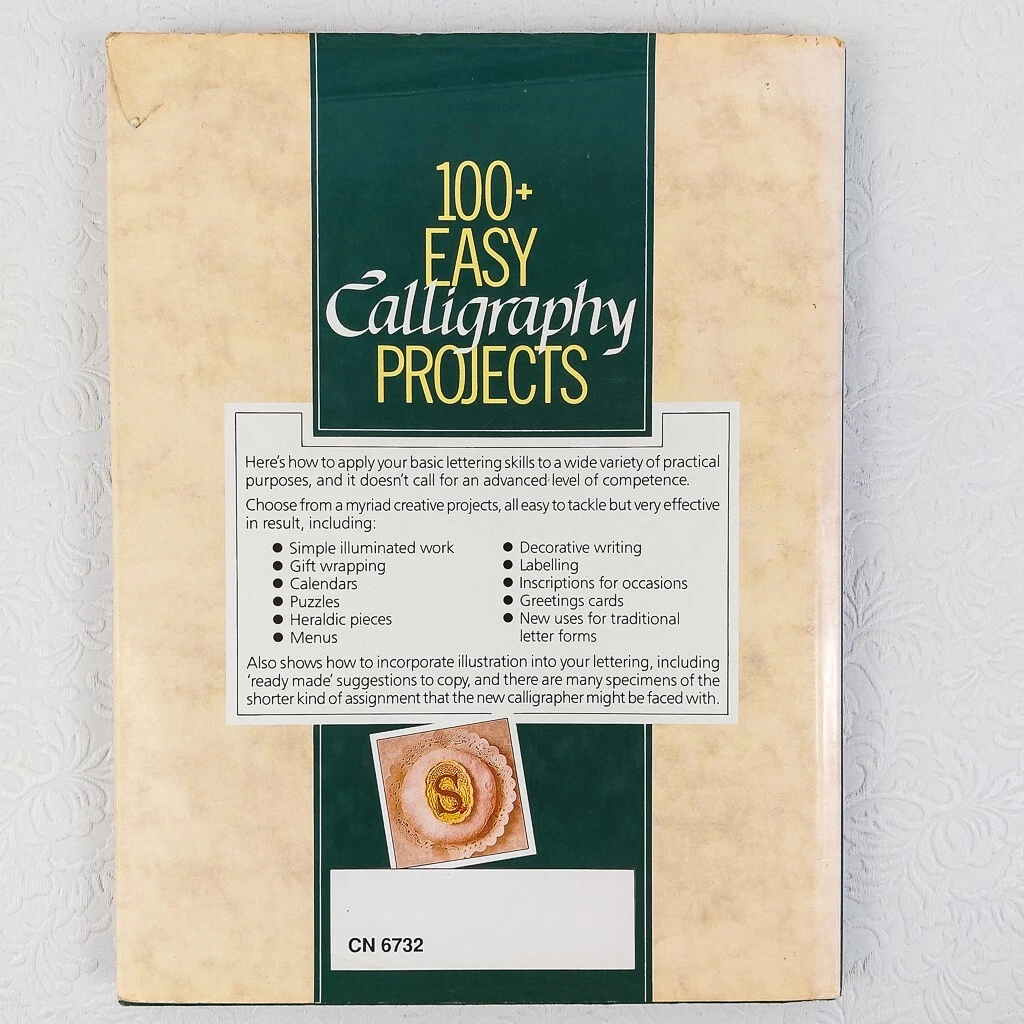 100+
EASY
Calligraphy
PROJECTS
Here's how to apply your basic lettering skills to a wide variety of practical
purposes, and it doesn't call for an advanced level of competence.
Choose from a myriad creative projects, all easy to tackle but very effective
in result, including:
● Simple illuminated work
● Gift wrapping
● Calendars
● Puzzles
● Heraldic pieces
● Menus
● Decorative writing
● Labelling
● Inscriptions for occasions
● Greetings cards
● New uses for traditional
letter forms
Also shows how to incorporate illustration into your lettering, including
'ready made' suggestions to copy, and there are many specimens of the
shorter kind of assignment that the new calligrapher might be faced with.
S
CN 6732